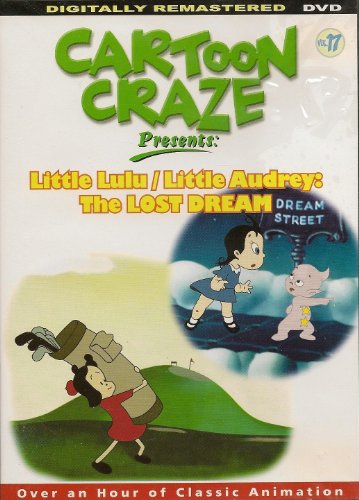 DIGITALLY REMASTERED DVD
CARTOON
VOL. 17
CRAZE
Presents:
Little Lulu / Little Audrey:
The LOST DREAM
DREAM
STREET
Over an Hour of Classic Animation